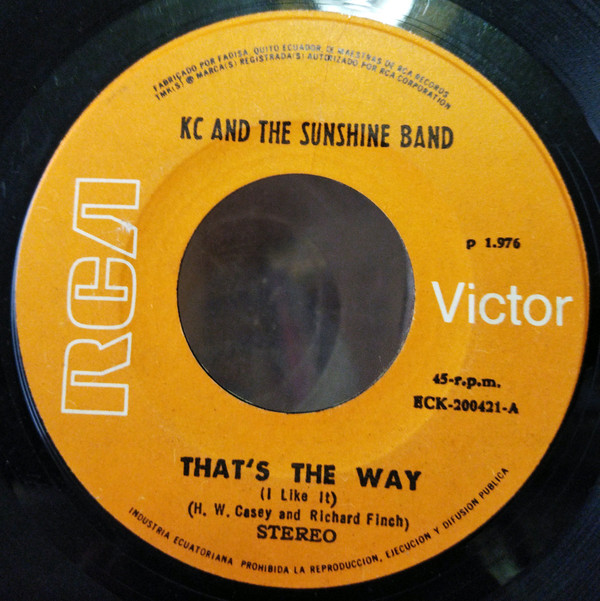 FABRICADO POR FADISA, QUITO ECUADOR, DE MAESTRAS DE RCA RECORDS
TMK(S) ® MARCA(S) REGISTRADA(S) AUTORIZADO POR RCA CORPORATION
KC AND THE SUNSHINE BAND
RCA
p 1.976
Victor
45-r.p.m.
ECK-200421-A
THAT'S THE WAY
(I Like It)
(H. W. Casey and Richard Finch)
STEREO
INDUSTRIA ECUATORIANA PROHIBIDA LA REPRODUCCION, EJECUCION Y DIFUSION PUBLICA